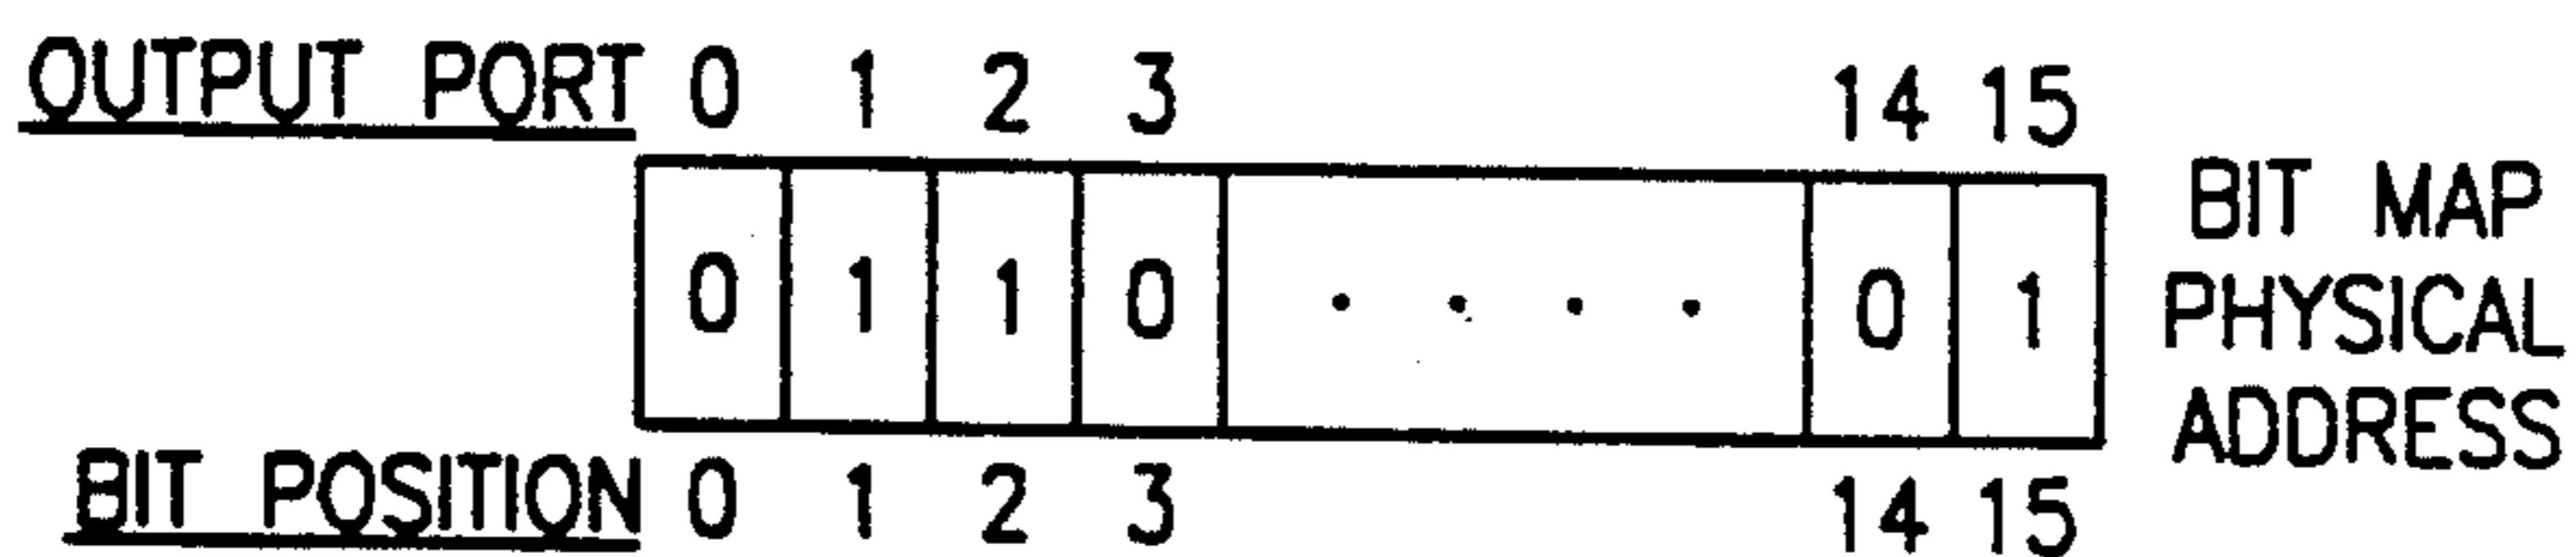 OUTPUT PORT 0 1 2 3 14 15
0 1 1 0 . . . . 0 1
BIT MAP
PHYSICAL
ADDRESS
BIT POSITION 0 1 2 3 14 15